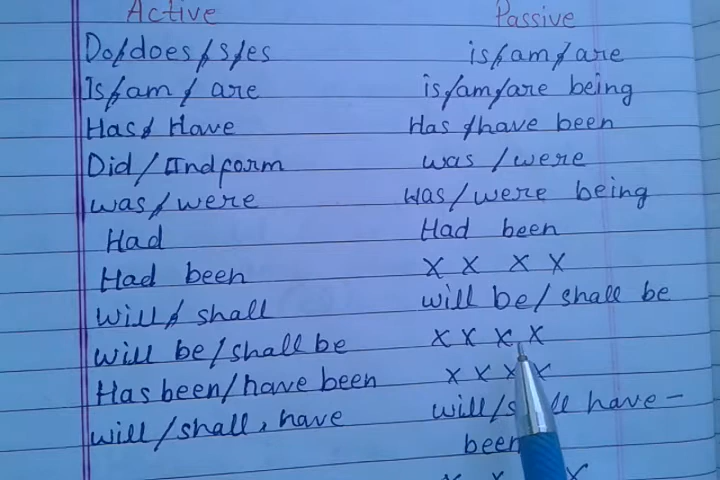 Active Passive
Do/does/s/es is/am/are
Is/am/are is/am/are being
Has/Have Has/have been
Did/IInd form was/were
was/were Was/were being
Had Had been
Had been X X X X
Will/shall will be/shall be
will be/shall be X X X X
Has been/have been X X X X
will/shall, have will/ have-
been
X X X